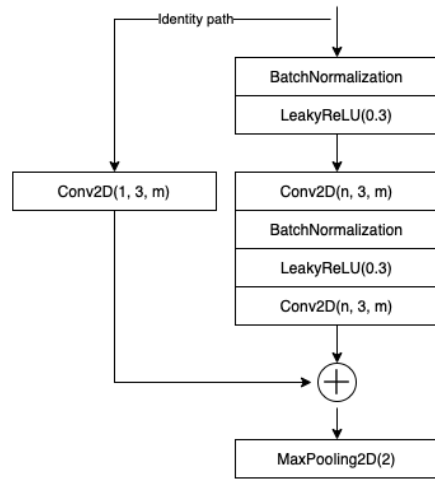 Identity path
BatchNormalization
LeakyReLU(0.3)
Conv2D(1, 3, m)
Conv2D(n, 3, m)
BatchNormalization
LeakyReLU(0.3)
Conv2D(n, 3, m)
MaxPooling2D(2)